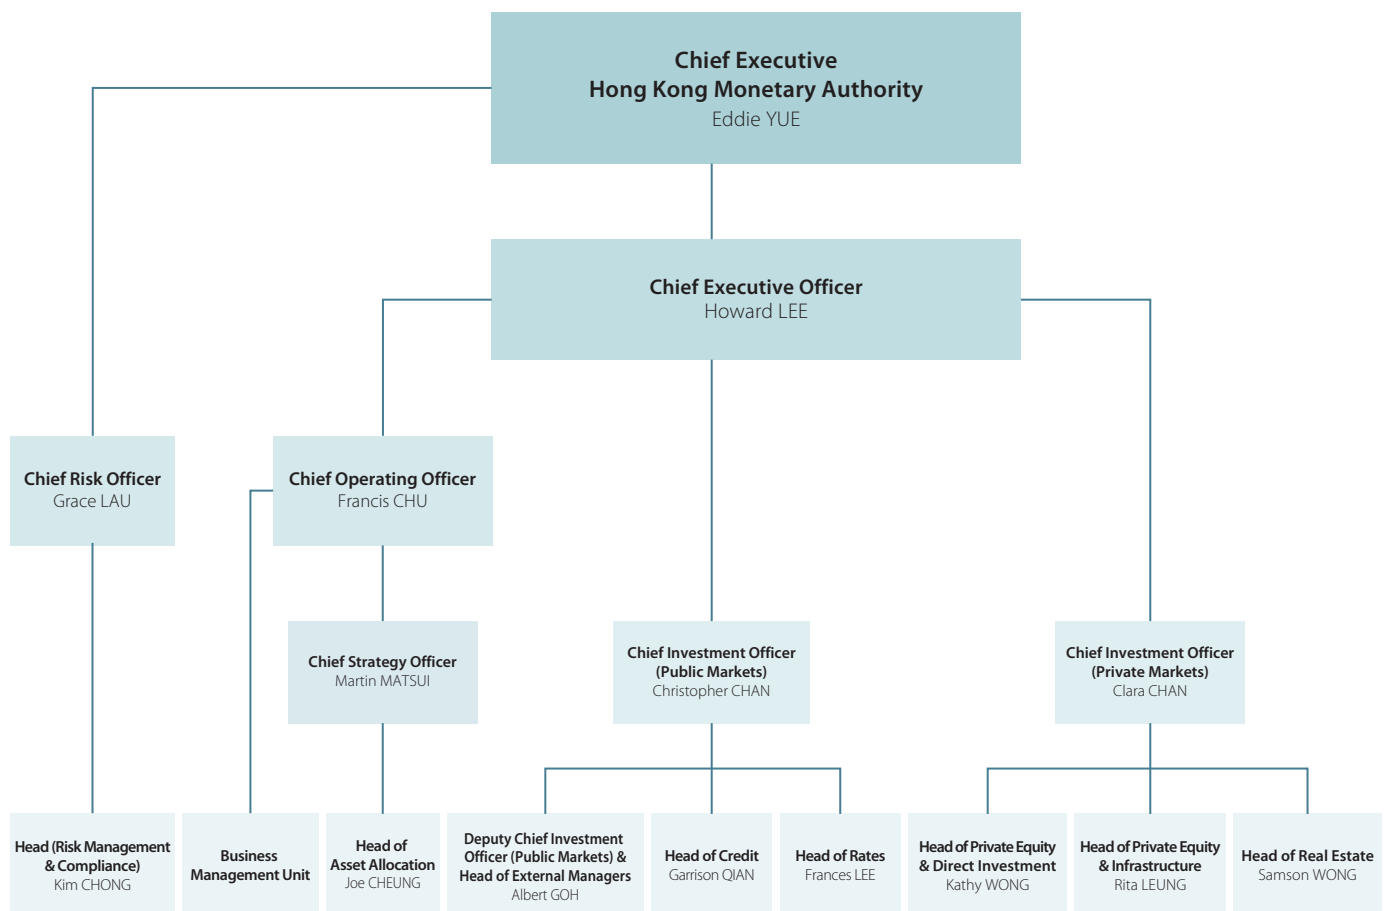 Chief Executive
Hong Kong Monetary Authority
Eddie YUE
Chief Executive Officer
Howard LEE
Chief Risk Officer
Grace LAU
Chief Operating Officer
Francis CHU
Chief Strategy Officer
Martin MATSUI
Chief Investment Officer
(Public Markets)
Christopher CHAN
Chief Investment Officer
(Private Markets)
Clara CHAN
Head (Risk Management
& Compliance)
Kim CHONG
Business
Management Unit
Head of
Asset Allocation
Joe CHEUNG
Deputy Chief Investment
Officer (Public Markets) &
Head of External Managers
Albert GOH
Head of Credit
Garrison QIAN
Head of Rates
Frances LEE
Head of Private Equity
& Direct Investment
Kathy WONG
Head of Private Equity
& Infrastructure
Rita LEUNG
Head of Real Estate
Samson WONG